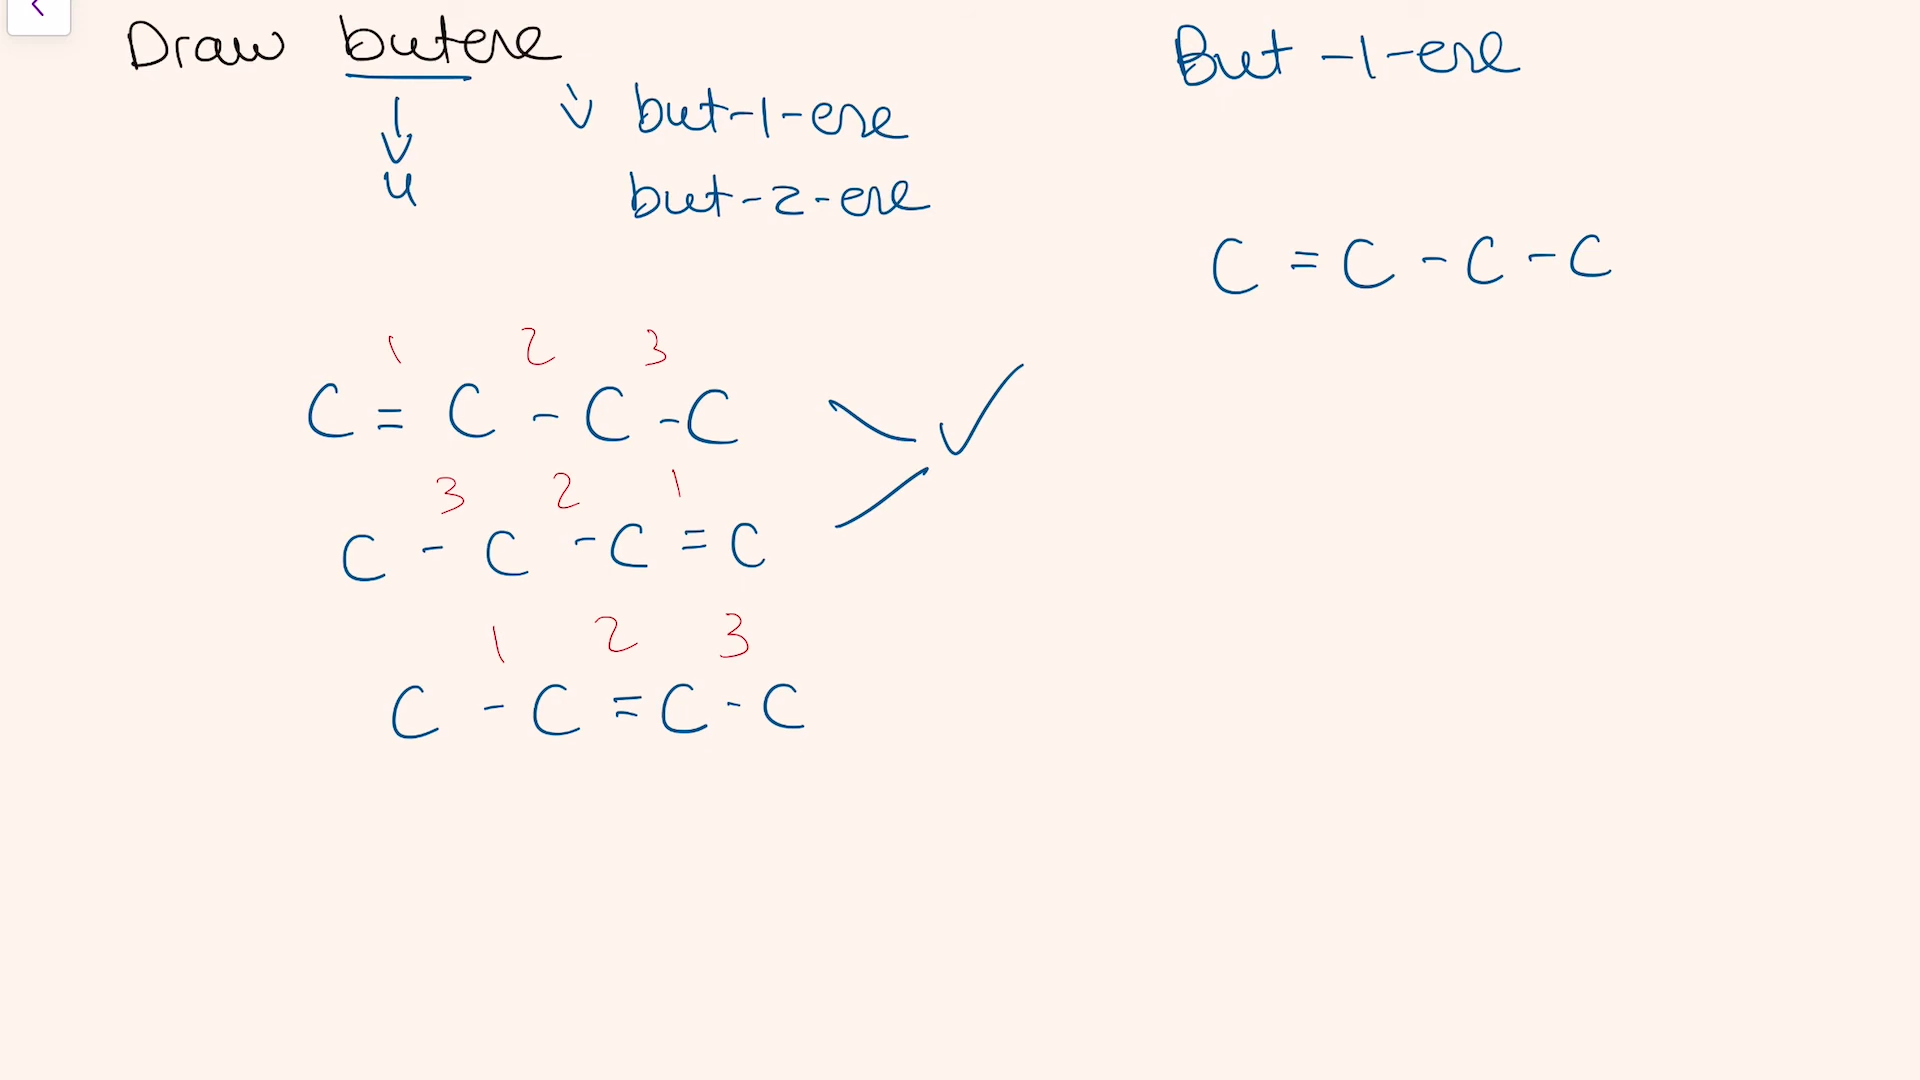 Draw butene
4
but-1-ene
but-2-ene
1 2 3
C = C - C - C
3 2 1
C - C - C = C
1 2 3
C - C = C - C
But-1-ene
C = C - C - C